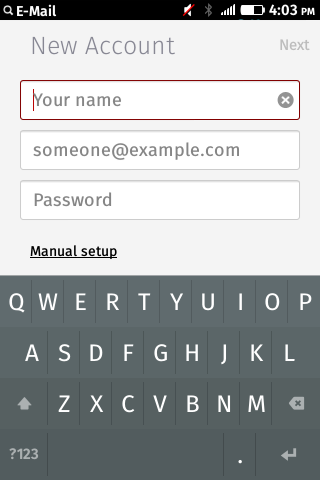 E-Mail 4:03 PM
New Account Next
Your name
someone@example.com
Password
Manual setup
Q W E R T Y U I O P
A S D F G H J K L
Z X C V B N M
?123 .